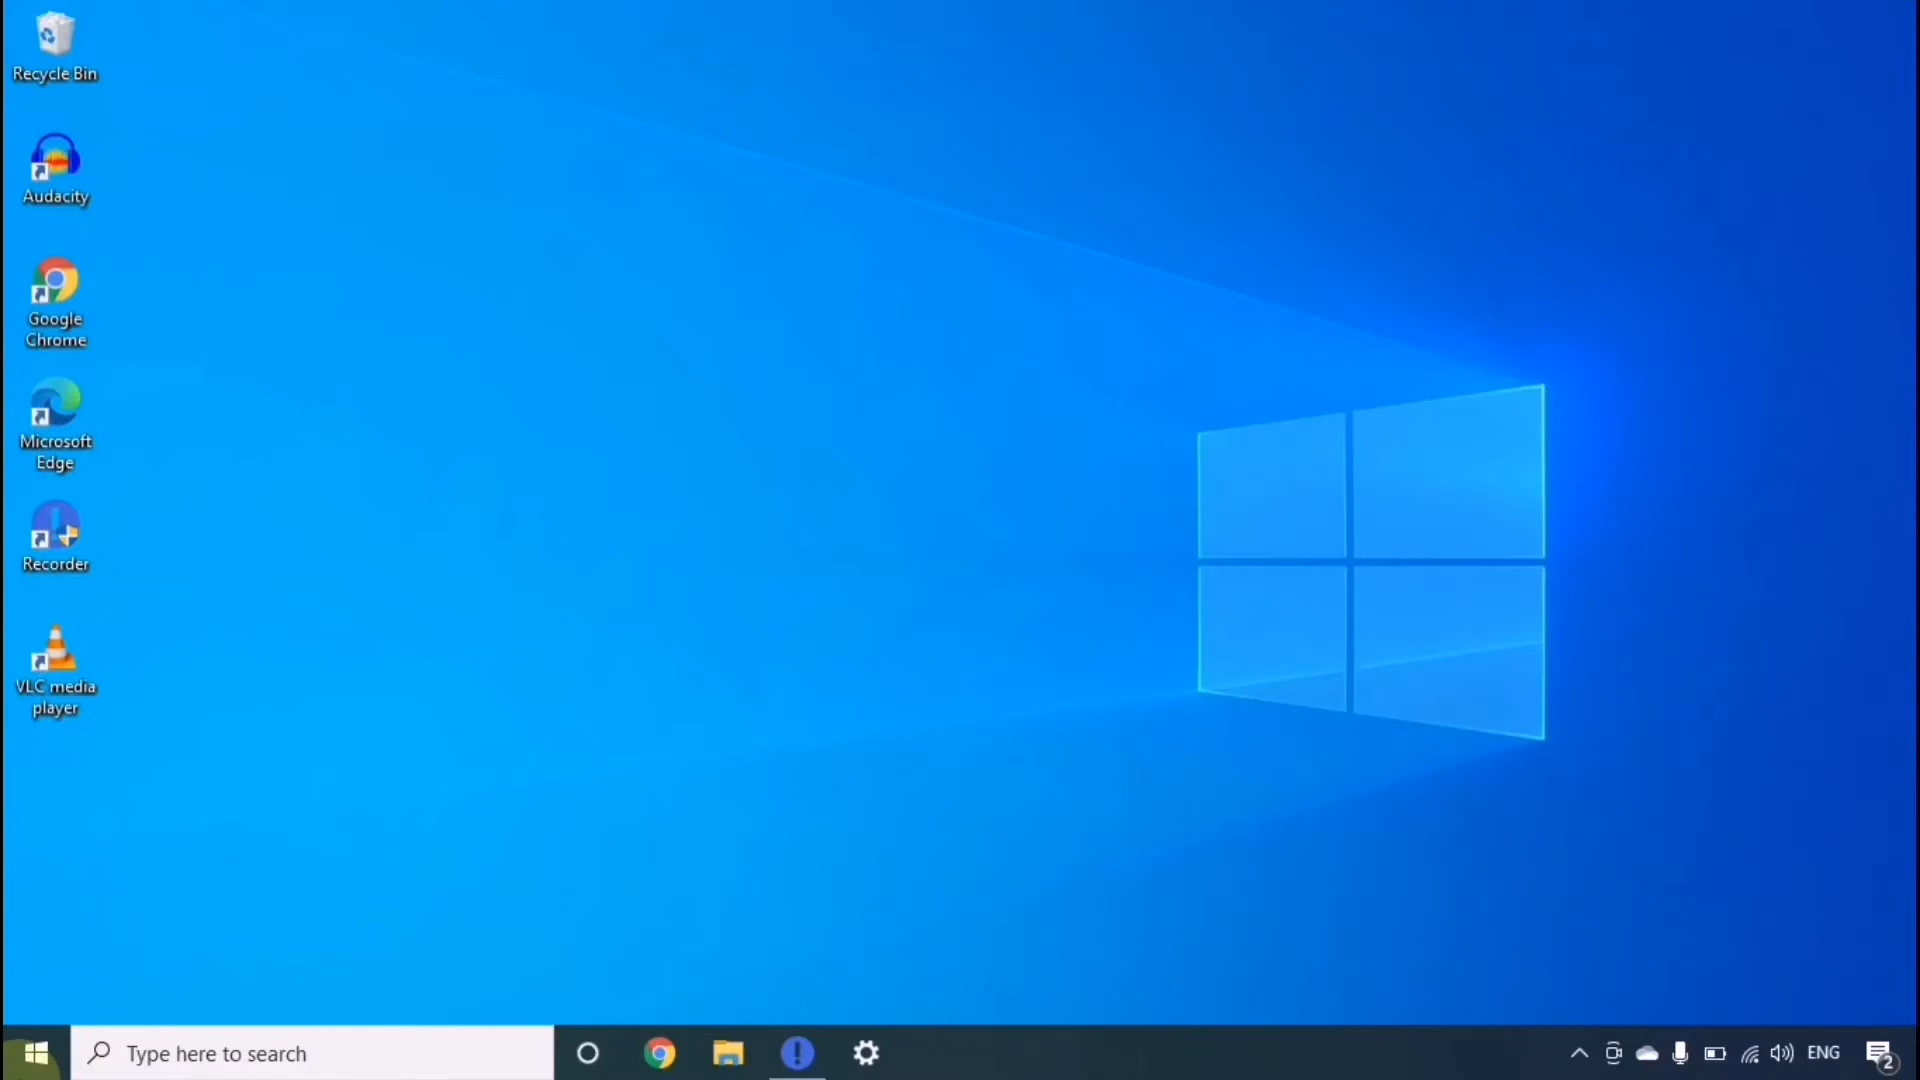 Recycle Bin
Audacity
Google
Chrome
Microsoft
Edge
Recorder
VLC media
player
Type here to search
ENG
2